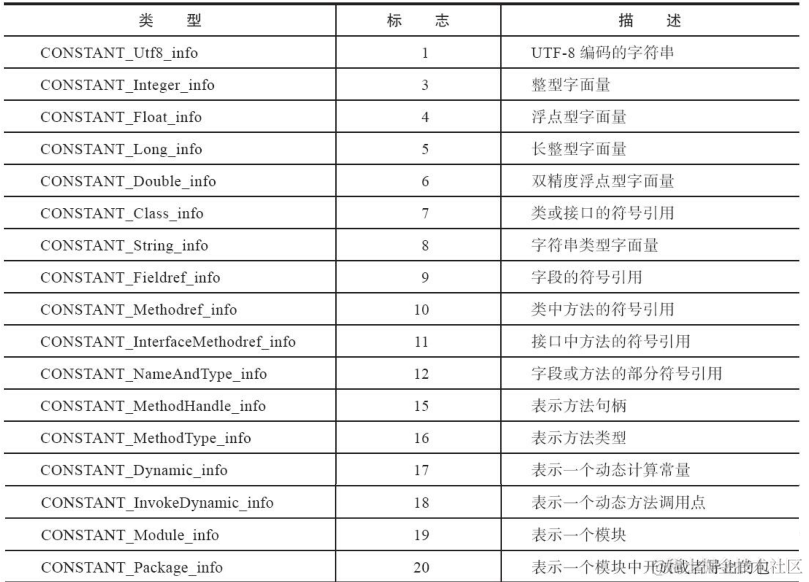 类 型 标 志 描 述
CONSTANT_Utf8_info 1 UTF-8 编码的字符串
CONSTANT_Integer_info 3 整型字面量
CONSTANT_Float_info 4 浮点型字面量
CONSTANT_Long_info 5 长整型字面量
CONSTANT_Double_info 6 双精度浮点型字面量
CONSTANT_Class_info 7 类或接口的符号引用
CONSTANT_String_info 8 字符串类型字面量
CONSTANT_Fieldref_info 9 字段的符号引用
CONSTANT_Methodref_info 10 类中方法的符号引用
CONSTANT_InterfaceMethodref_info 11 接口中方法的符号引用
CONSTANT_NameAndType_info 12 字段或方法的部分符号引用
CONSTANT_MethodHandle_info 15 表示方法句柄
CONSTANT_MethodType_info 16 表示方法类型
CONSTANT_Dynamic_info 17 表示一个动态计算常量
CONSTANT_InvokeDynamic_info 18 表示一个动态方法调用点
CONSTANT_Module_info 19 表示一个模块
CONSTANT_Package_info 20 表示一个模块中开放或者导出的包